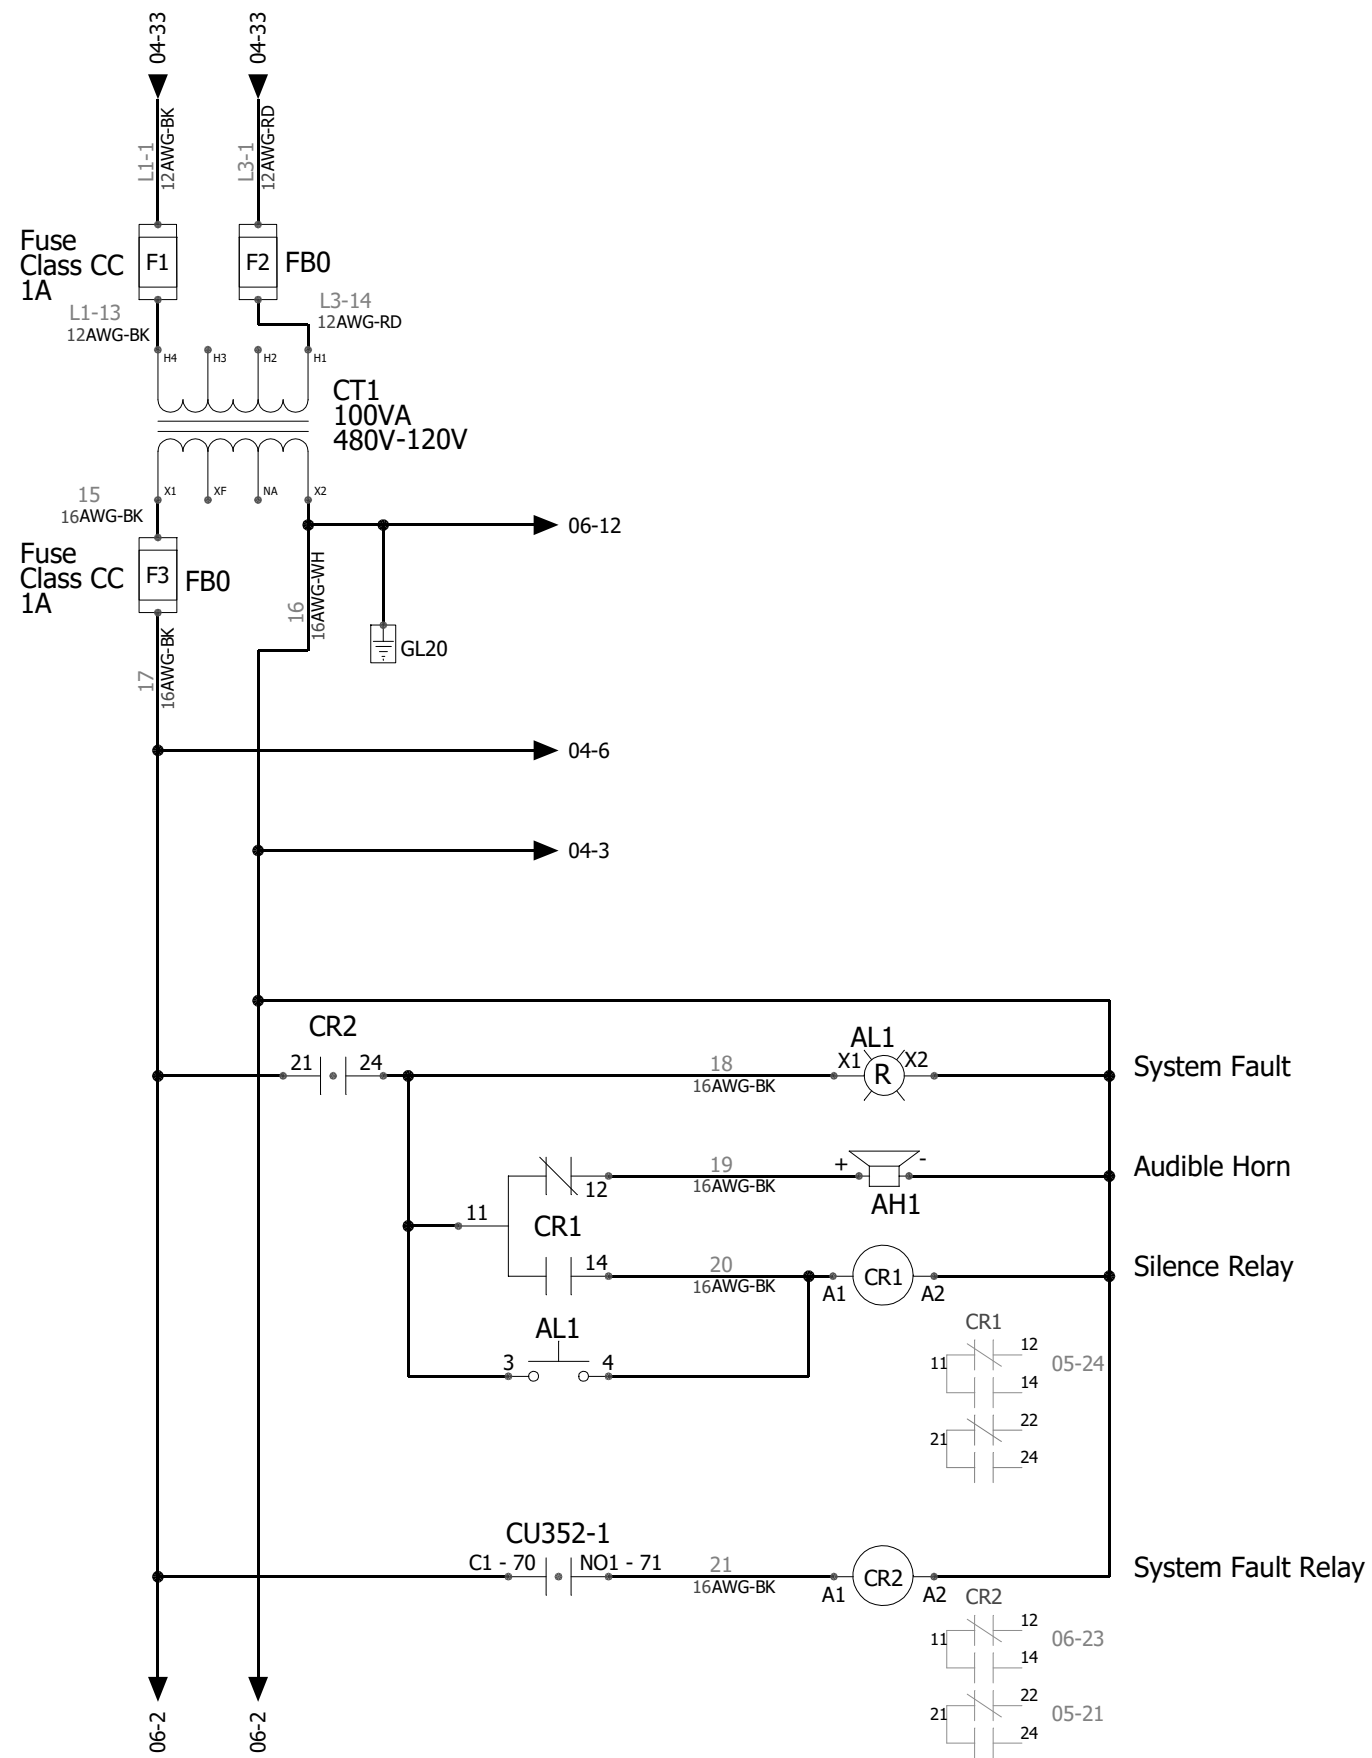 04-33
04-33
L1-1
12AWG-BK
L3-1
12AWG-RD
Fuse
Class CC
1A
F1
F2
FB0
L1-13
12AWG-BK
L3-14
12AWG-RD
H4
H3
H2
H1
CT1
100VA
480V-120V
X1
XF
NA
X2
15
16AWG-BK
06-12
Fuse
Class CC
1A
F3
FB0
16
16AWG-WH
GL20
17
16AWG-BK
04-6
04-3
CR2
21
24
18
16AWG-BK
AL1
X1
R
X2
System Fault
11
CR1
12
19
16AWG-BK
+
-
AH1
Audible Horn
14
20
16AWG-BK
A1
CR1
A2
Silence Relay
AL1
3
4
CR1
11
12
14
05-24
21
22
24
CU352-1
C1 - 70
NO1 - 71
21
16AWG-BK
A1
CR2
A2
System Fault Relay
CR2
11
12
14
06-23
21
22
24
05-21
06-2
06-2